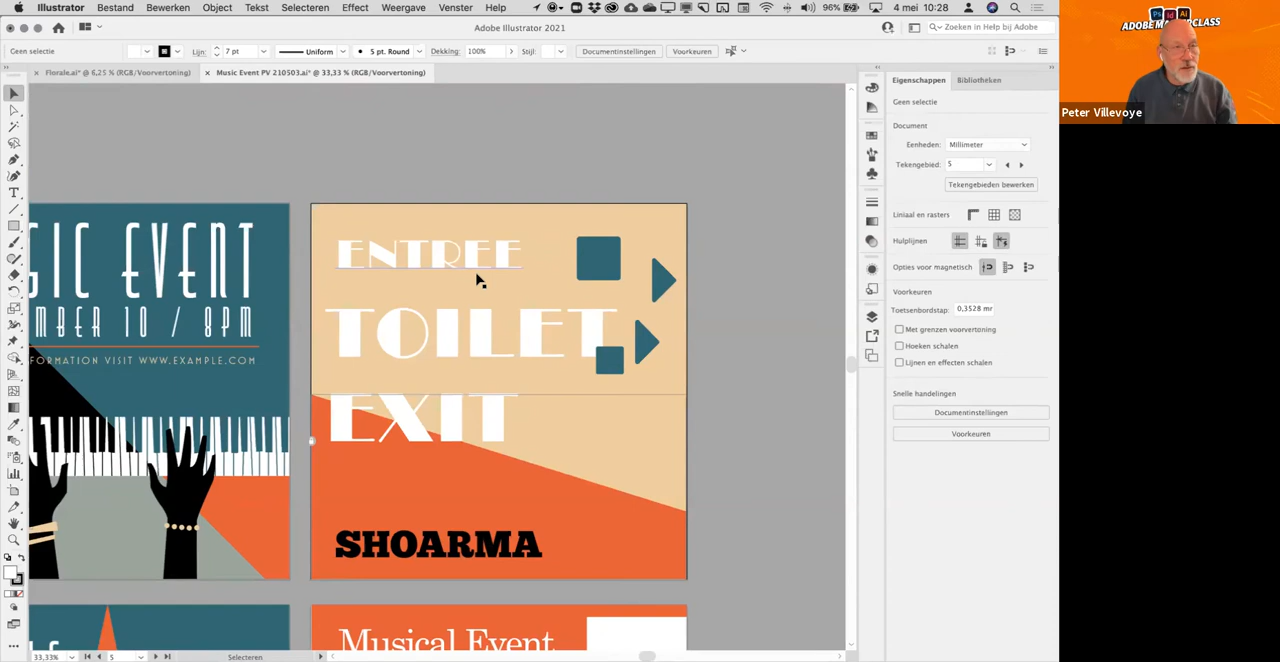 Illustrator Bestand Bewerken Object Tekst Selecteren Effect Weergave Venster Help 96% 4 mei 10:28
Adobe Illustrator 2021
Zoeken in Help bij Adobe
Geen selectie Lijn: 7 pt Uniform 5 pt. Round Dekking: 100% Stijl: Documentinstellingen Voorkeuren
× Florale.ai* @ 6,25 % (RGB/Voorvertoning) × Music Event PV 210503.ai* @ 33,33 % (RGB/Voorvertoning)
Eigenschappen Bibliotheken
Geen selectie
Document
Eenheden: Millimeter
Tekengebied: 5
Tekengebieden bewerken
Liniaal en rasters
Hulplijnen
Opties voor magnetisch
Voorkeuren
Toetsenbordstap: 0,3528 mr
Met grenzen voorvertoning
Hoeken schalen
Lijnen en effecten schalen
Snelle handelingen
Documentinstellingen
Voorkeuren
GIC EVENT
MBER 10 / 8PM
FORMATION VISIT WWW.EXAMPLE.COM
ENTREE
TOILET
EXIT
SHOARMA
Musical Event
33,33% 5 Selecteren
Ps Id Ai
ADOBE MASTERCLASS
Peter Villevoye